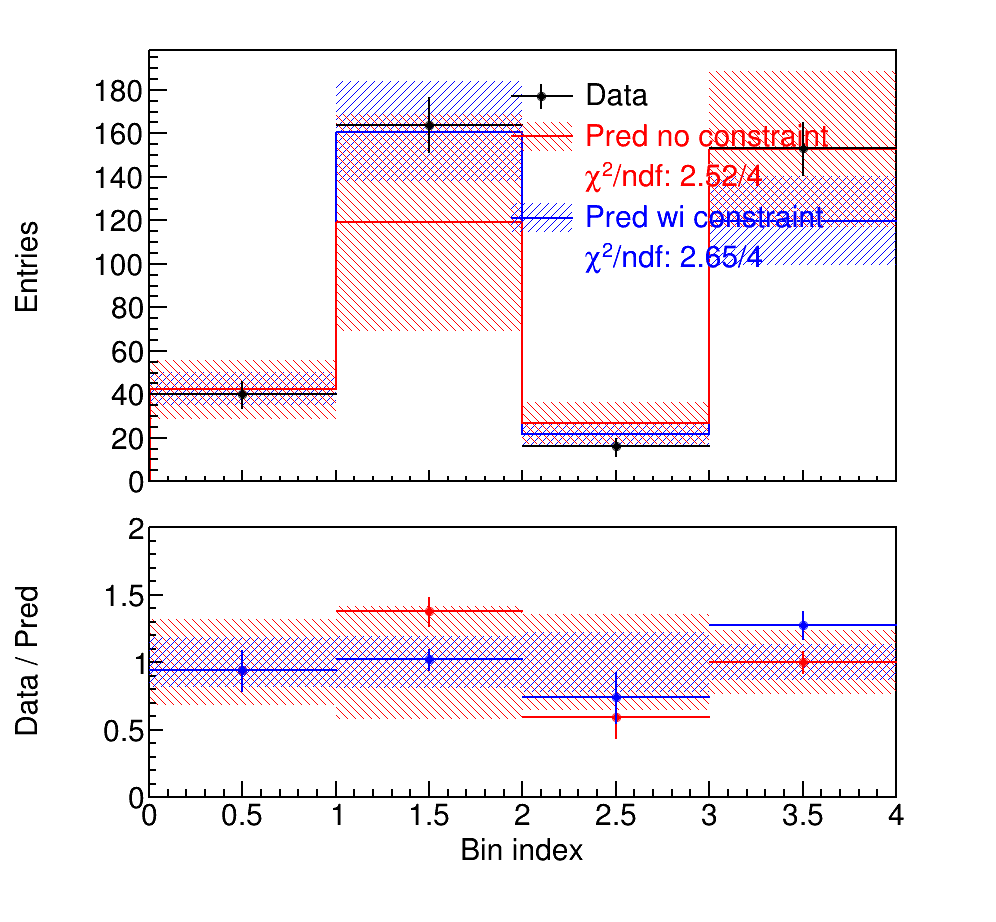 180
160
140
120
100
80
60
40
20
0
Entries
Data
Pred no constraint
χ²/ndf: 2.52/4
Pred wi constraint
χ²/ndf: 2.65/4
2
1.5
1
0.5
0
Data / Pred
0 0.5 1 1.5 2 2.5 3 3.5 4
Bin index